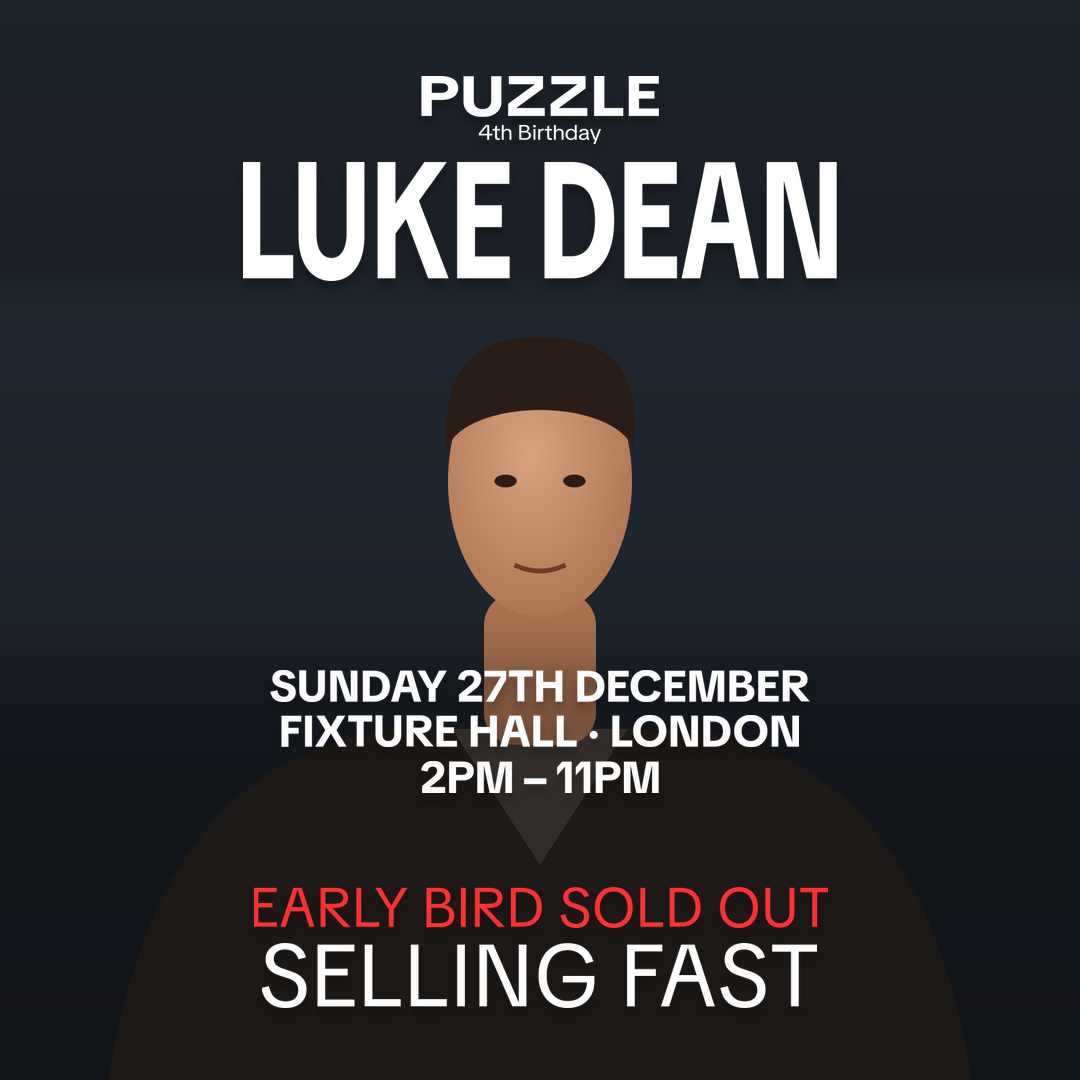 PUZZLE
4th Birthday
LUKE DEAN
SUNDAY 27TH DECEMBER
FIXTURE HALL · LONDON
2PM – 11PM
EARLY BIRD SOLD OUT
SELLING FAST